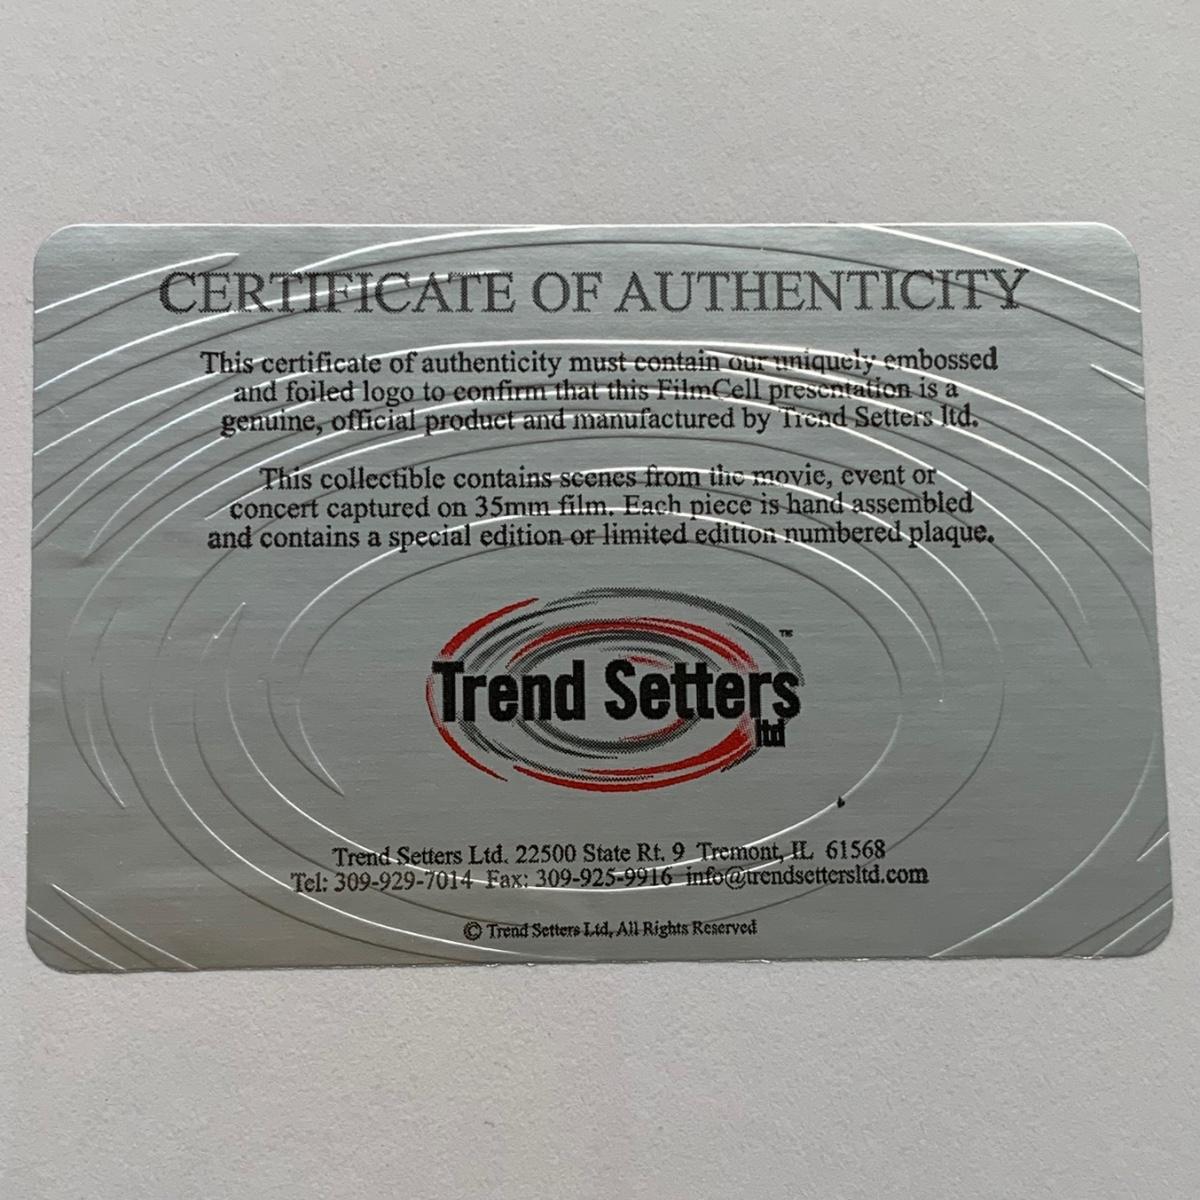 CERTIFICATE OF AUTHENTICITY
This certificate of authenticity must contain our uniquely embossed
and foiled logo to confirm that this FilmCell presentation is a
genuine, official product and manufactured by Trend Setters ltd.
This collectible contains scenes from the movie, event or
concert captured on 35mm film. Each piece is hand assembled
and contains a special edition or limited edition numbered plaque.
Trend Setters
ltd
™
Trend Setters Ltd. 22500 State Rt. 9 Tremont, IL 61568
Tel: 309-929-7014 Fax: 309-925-9916 info@trendsettersltd.com
© Trend Setters Ltd, All Rights Reserved